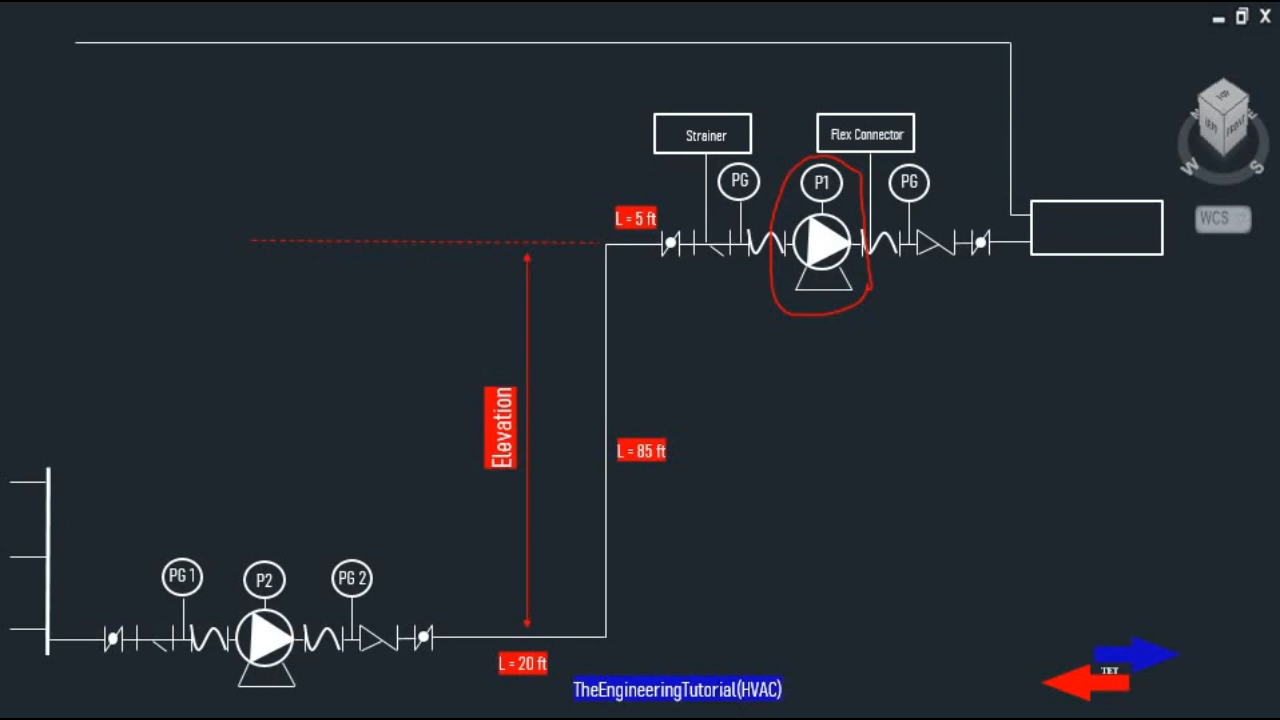 Strainer
Flex Connector
PG
P1
PG
L = 5 ft
WCS
Elevation
L = 85 ft
PG 1
P2
PG 2
L = 20 ft
TheEngineeringTutorial(HVAC)
TET
W
S